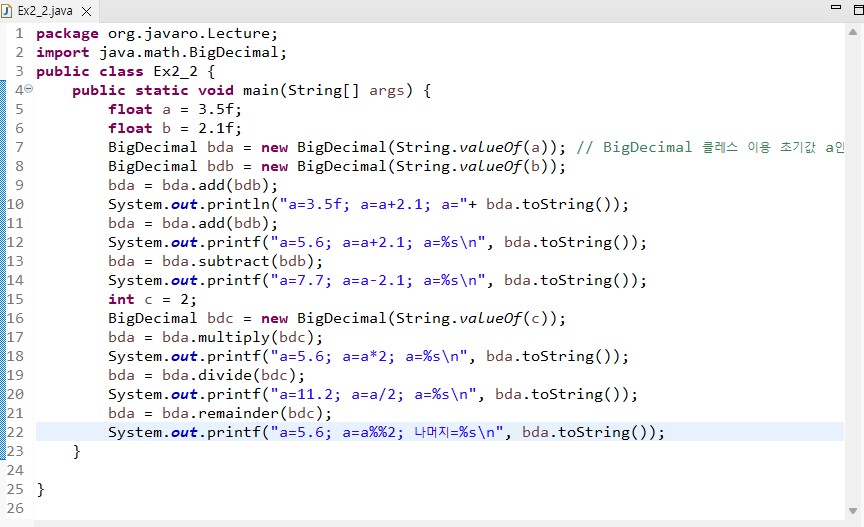 Ex2_2.java
1 package org.javaro.Lecture;
2 import java.math.BigDecimal;
3 public class Ex2_2 {
4 public static void main(String[] args) {
5 float a = 3.5f;
6 float b = 2.1f;
7 BigDecimal bda = new BigDecimal(String.valueOf(a)); // BigDecimal 클래스 이용 초기값 a인
8 BigDecimal bdb = new BigDecimal(String.valueOf(b));
9 bda = bda.add(bdb);
10 System.out.println("a=3.5f; a=a+2.1; a="+ bda.toString());
11 bda = bda.add(bdb);
12 System.out.printf("a=5.6; a=a+2.1; a=%s\n", bda.toString());
13 bda = bda.subtract(bdb);
14 System.out.printf("a=7.7; a=a-2.1; a=%s\n", bda.toString());
15 int c = 2;
16 BigDecimal bdc = new BigDecimal(String.valueOf(c));
17 bda = bda.multiply(bdc);
18 System.out.printf("a=5.6; a=a*2; a=%s\n", bda.toString());
19 bda = bda.divide(bdc);
20 System.out.printf("a=11.2; a=a/2; a=%s\n", bda.toString());
21 bda = bda.remainder(bdc);
22 System.out.printf("a=5.6; a=a%%2; 나머지=%s\n", bda.toString());
23 }
24
25 }
26